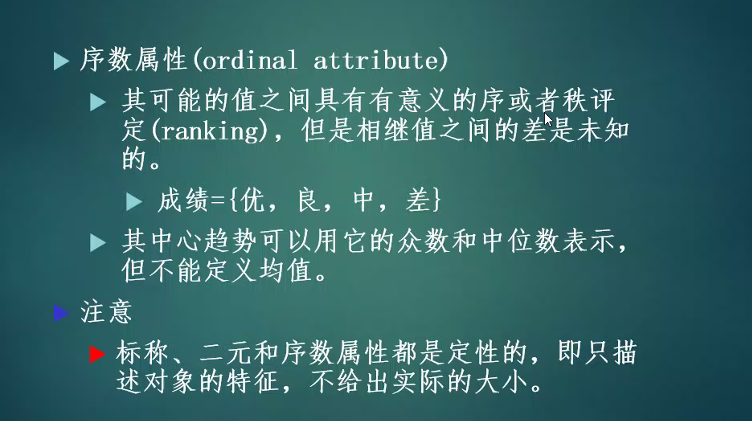 序数属性(ordinal attribute)
其可能的值之间具有有意义的序或者秩评
定(ranking)，但是相继值之间的差是未知
的。
成绩={优，良，中，差}
其中心趋势可以用它的众数和中位数表示，
但不能定义均值。
注意
标称、二元和序数属性都是定性的，即只描
述对象的特征，不给出实际的大小。